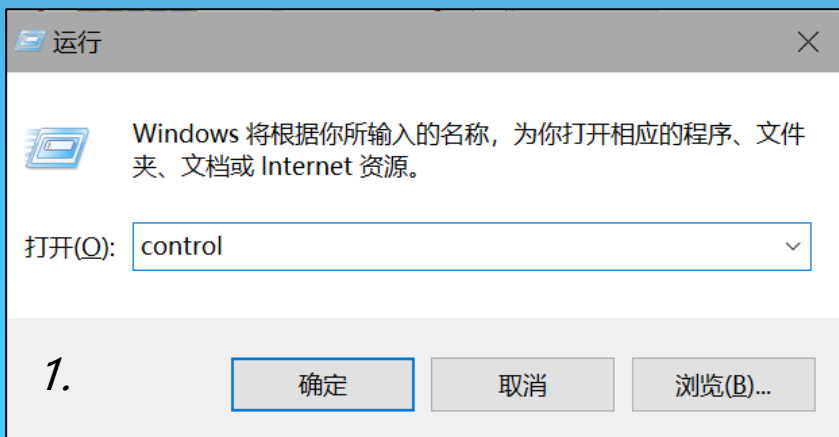 运行
Windows 将根据你所输入的名称，为你打开相应的程序、文件
夹、文档或 Internet 资源。
打开(O): control
1.
确定 取消 浏览(B)...